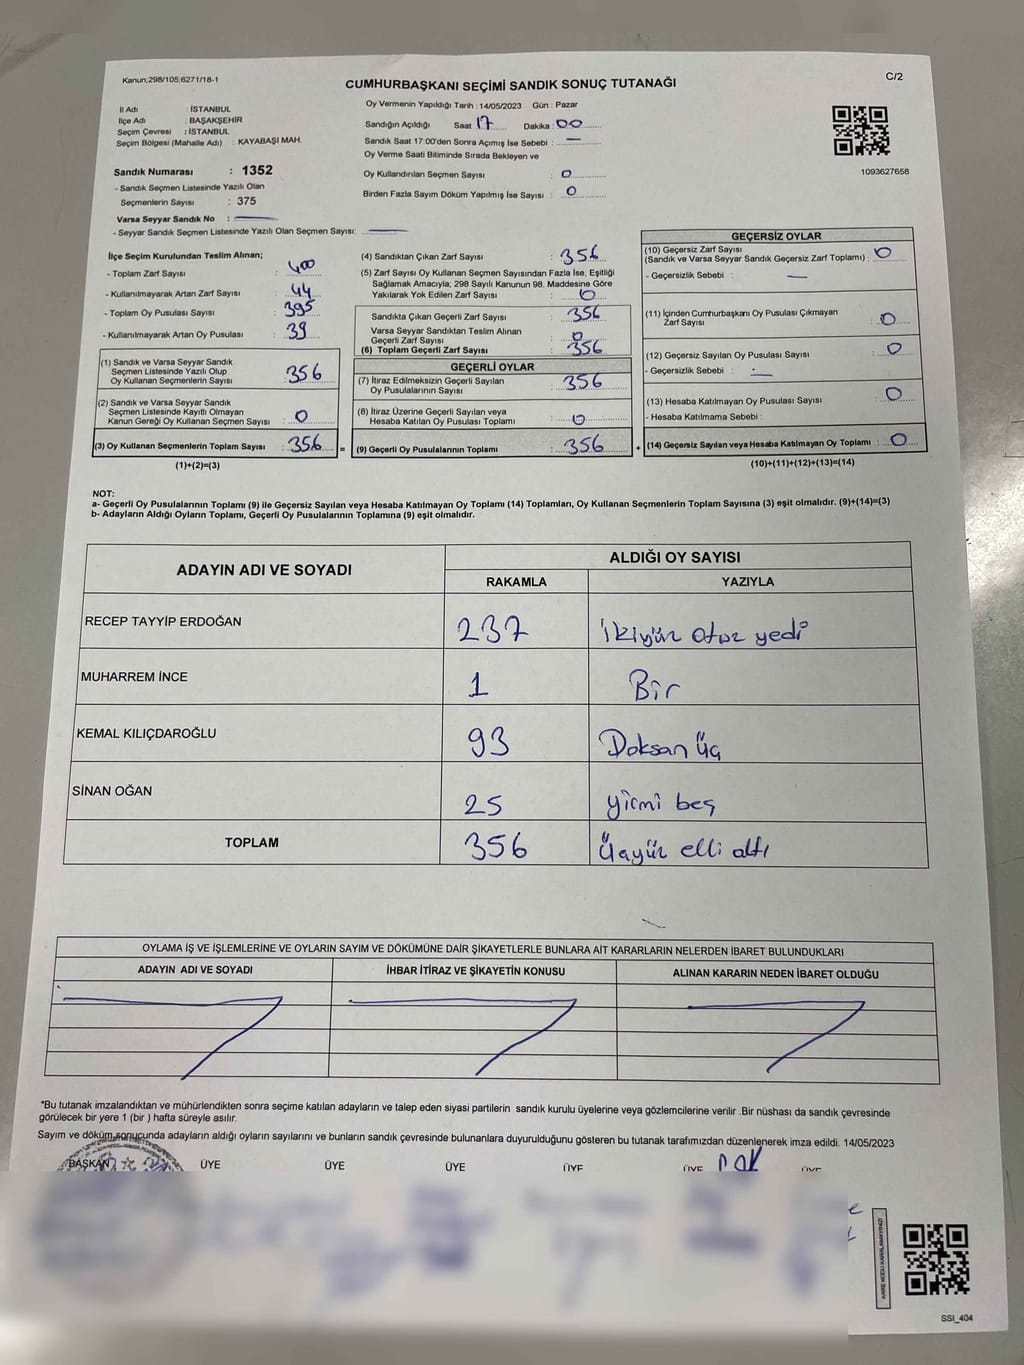 Kanun,298/105;6271/18-1
C/2
CUMHURBAŞKANI SEÇİMİ SANDIK SONUÇ TUTANAĞI
İl Adı : İSTANBUL
İlçe Adı : BAŞAKŞEHİR
Seçim Çevresi : İSTANBUL
Seçim Bölgesi (Mahalle Adı) : KAYABAŞI MAH.
Sandık Numarası : 1352
- Sandık Seçmen Listesinde Yazılı Olan
Seçmenlerin Sayısı : 375
Varsa Seyyar Sandık No :
- Seyyar Sandık Seçmen Listesinde Yazılı Olan Seçmen Sayısı:
Oy Vermenin Yapıldığı Tarih : 14/05/2023 Gün : Pazar
Sandığın Açıldığı Saat 17 Dakika : 00
Sandık Saat 17:00'den Sonra Açımış İse Sebebi : —
Oy Verme Saati Bitiminde Sırada Bekleyen ve
Oy Kullandırılan Seçmen Sayısı : 0
Birden Fazla Sayım Döküm Yapılmış İse Sayısı : 0
1093627658
İlçe Seçim Kurulundan Teslim Alınan;
- Toplam Zarf Sayısı : 400
- Kullanılmayarak Artan Zarf Sayısı : 44
- Toplam Oy Pusulası Sayısı : 395
- Kullanılmayarak Artan Oy Pusulası : 39
(1) Sandık ve Varsa Seyyar Sandık
Seçmen Listesinde Yazılı Olup
Oy Kullanan Seçmenlerin Sayısı : 356
(2) Sandık ve Varsa Seyyar Sandık
Seçmen Listesinde Kayıtlı Olmayan
Kanun Gereği Oy Kullanan Seçmen Sayısı : 0
(3) Oy Kullanan Seçmenlerin Toplam Sayısı : 356 =
(1)+(2)=(3)
(4) Sandıktan Çıkan Zarf Sayısı : 356
(5) Zarf Sayısı Oy Kullanan Seçmen Sayısından Fazla İse, Eşitliği
Sağlamak Amacıyla; 298 Sayılı Kanunun 98. Maddesine Göre
Yakılarak Yok Edilen Zarf Sayısı : 0
Sandıkta Çıkan Geçerli Zarf Sayısı : 356
Varsa Seyyar Sandıktan Teslim Alınan
Geçerli Zarf Sayısı : 0
(6) Toplam Geçerli Zarf Sayısı : 356
GEÇERLİ OYLAR
(7) İtiraz Edilmeksizin Geçerli Sayılan
Oy Pusulalarının Sayısı : 356
(8) İtiraz Üzerine Geçerli Sayılan veya
Hesaba Katılan Oy Pusulası Toplamı : 0
(9) Geçerli Oy Pusulalarının Toplamı : 356 +
GEÇERSİZ OYLAR
(10) Geçersiz Zarf Sayısı
(Sandık ve Varsa Seyyar Sandık Geçersiz Zarf Toplamı) : 0
- Geçersizlik Sebebi : —
(11) İçinden Cumhurbaşkanı Oy Pusulası Çıkmayan
Zarf Sayısı : 0
(12) Geçersiz Sayılan Oy Pusulası Sayısı : 0
- Geçersizlik Sebebi : —
(13) Hesaba Katılmayan Oy Pusulası Sayısı : 0
- Hesaba Katılmama Sebebi :
(14) Geçersiz Sayılan veya Hesaba Katılmayan Oy Toplamı : 0
(10)+(11)+(12)+(13)=(14)
NOT:
a- Geçerli Oy Pusulalarının Toplamı (9) ile Geçersiz Sayılan veya Hesaba Katılmayan Oy Toplamı (14) Toplamları, Oy Kullanan Seçmenlerin Toplam Sayısına (3) eşit olmalıdır. (9)+(14)=(3)
b- Adayların Aldığı Oyların Toplamı, Geçerli Oy Pusulalarının Toplamına (9) eşit olmalıdır.
ADAYIN ADI VE SOYADI
ALDIĞI OY SAYISI
RAKAMLA YAZIYLA
RECEP TAYYİP ERDOĞAN 237 ikiyüz otuz yedi
MUHARREM İNCE 1 Bir
KEMAL KILIÇDAROĞLU 93 Doksan Üç
SİNAN OĞAN 25 yirmi beş
TOPLAM 356 Üçyüz elli altı
OYLAMA İŞ VE İŞLEMLERİNE VE OYLARIN SAYIM VE DÖKÜMÜNE DAİR ŞİKAYETLERLE BUNLARA AİT KARARLARIN NELERDEN İBARET BULUNDUKLARI
ADAYIN ADI VE SOYADI İHBAR İTİRAZ VE ŞİKAYETİN KONUSU ALINAN KARARIN NEDEN İBARET OLDUĞU
*Bu tutanak imzalandıktan ve mühürlendikten sonra seçime katılan adayların ve talep eden siyasi partilerin sandık kurulu üyelerine veya gözlemcilerine verilir .Bir nüshası da sandık çevresinde
görülecek bir yere 1 (bir ) hafta süreyle asılır.
Sayım ve döküm sonucunda adayların aldığı oyların sayılarını ve bunların sandık çevresinde bulunanlara duyurulduğunu gösteren bu tutanak tarafımızdan düzenlenerek imza edildi. 14/05/2023
BAŞKAN ÜYE ÜYE ÜYE ÜYE ÜYE ÜYE
SSI_404